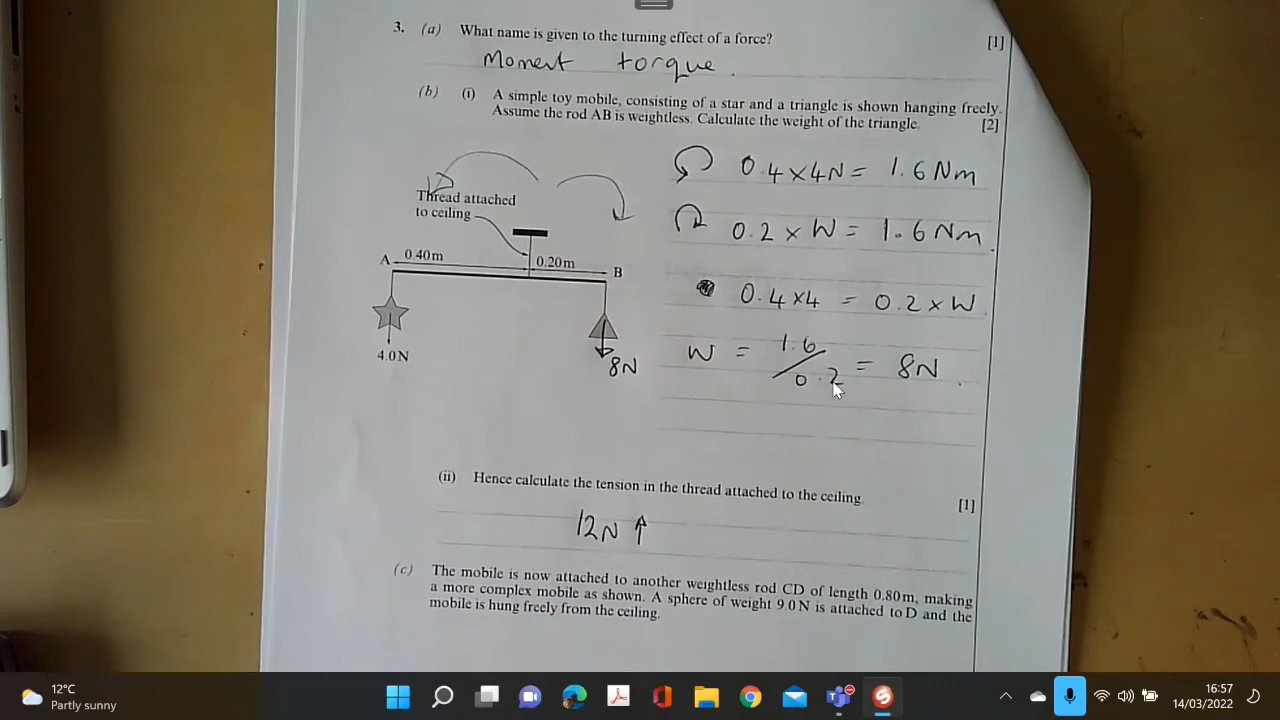 3. (a) What name is given to the turning effect of a force? [1]
Moment torque.
(b) (i) A simple toy mobile, consisting of a star and a triangle is shown hanging freely.
Assume the rod AB is weightless. Calculate the weight of the triangle. [2]
0.4 x 4N = 1.6 Nm
Thread attached
to ceiling
0.2 x W = 1.6 Nm.
A 0.40m 0.20m B
0.4 x 4 = 0.2 x W.
4.0 N
8N
W = 1.6/0.2 = 8N.
(ii) Hence calculate the tension in the thread attached to the ceiling. [1]
12N ↑
(c) The mobile is now attached to another weightless rod CD of length 0.80m, making
a more complex mobile as shown. A sphere of weight 9.0N is attached to D and the
mobile is hung freely from the ceiling.
12°C
Partly sunny
16:57
14/03/2022